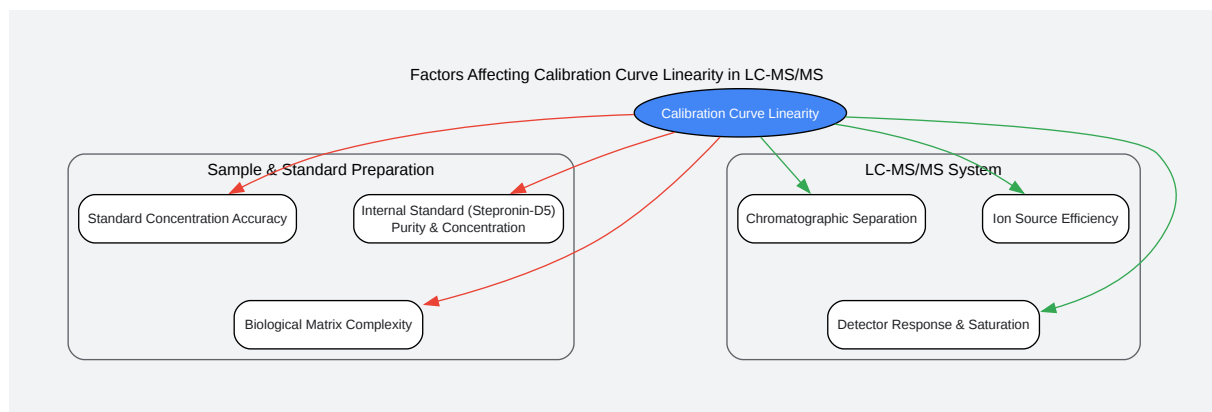 Factors Affecting Calibration Curve Linearity in LC-MS/MS
Calibration Curve Linearity
Sample & Standard Preparation
Standard Concentration Accuracy
Internal Standard (Stepronin-D5)
Purity & Concentration
Biological Matrix Complexity
LC-MS/MS System
Chromatographic Separation
Ion Source Efficiency
Detector Response & Saturation